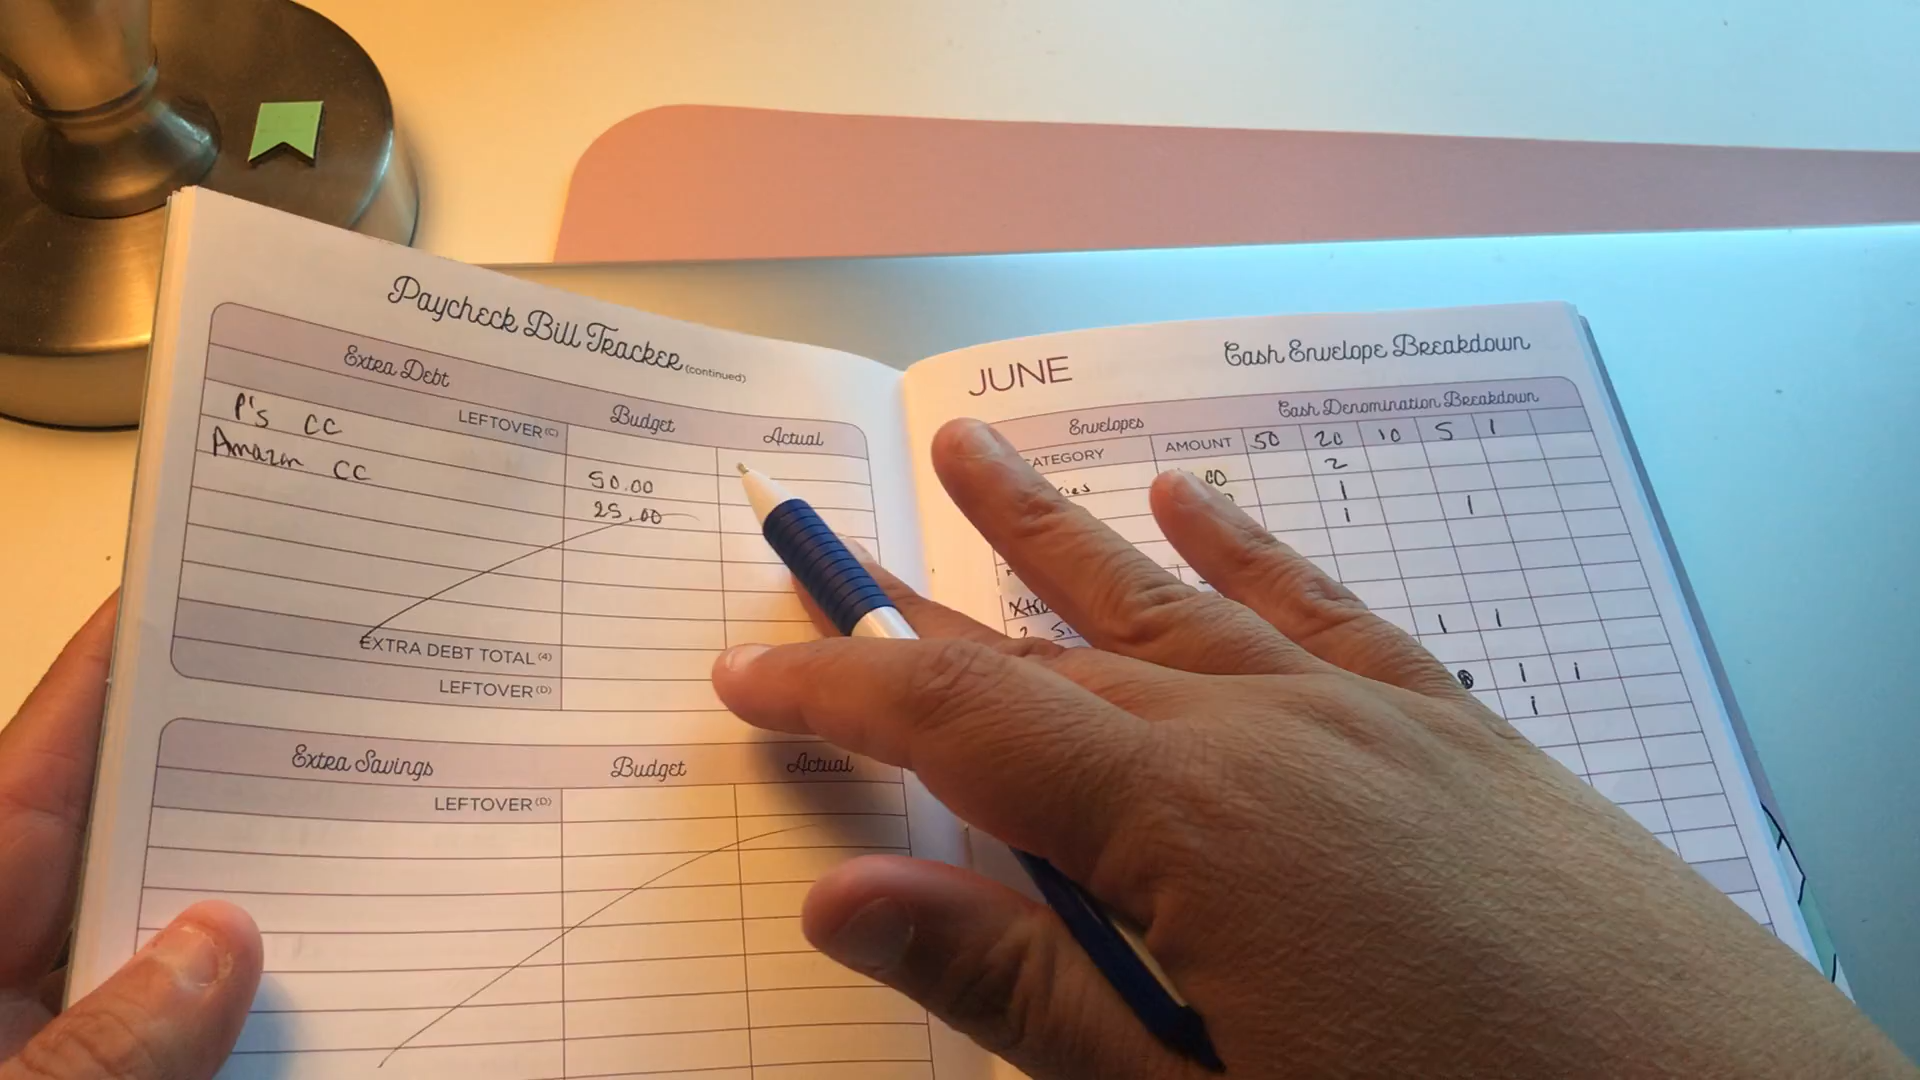 Paycheck Bill Tracker (continued)
Extra Debt Budget Actual
LEFTOVER (C)
P's CC 50.00
Amazon CC 25.00
EXTRA DEBT TOTAL (4)
LEFTOVER (D)
Extra Savings Budget Actual
LEFTOVER (D)
JUNE Cash Envelope Breakdown
Envelopes Cash Denomination Breakdown
AMOUNT 50 20 10 5 1
2
1
1 1
1 1
1 1
1